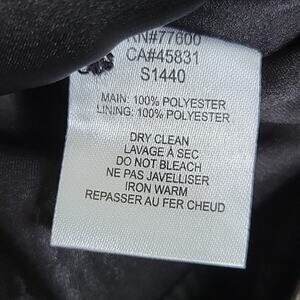 RN#77600
CA#45831
S1440
MAIN: 100% POLYESTER
LINING: 100% POLYESTER
DRY CLEAN
LAVAGE À SEC
DO NOT BLEACH
NE PAS JAVELLISER
IRON WARM
REPASSER AU FER CHEUD